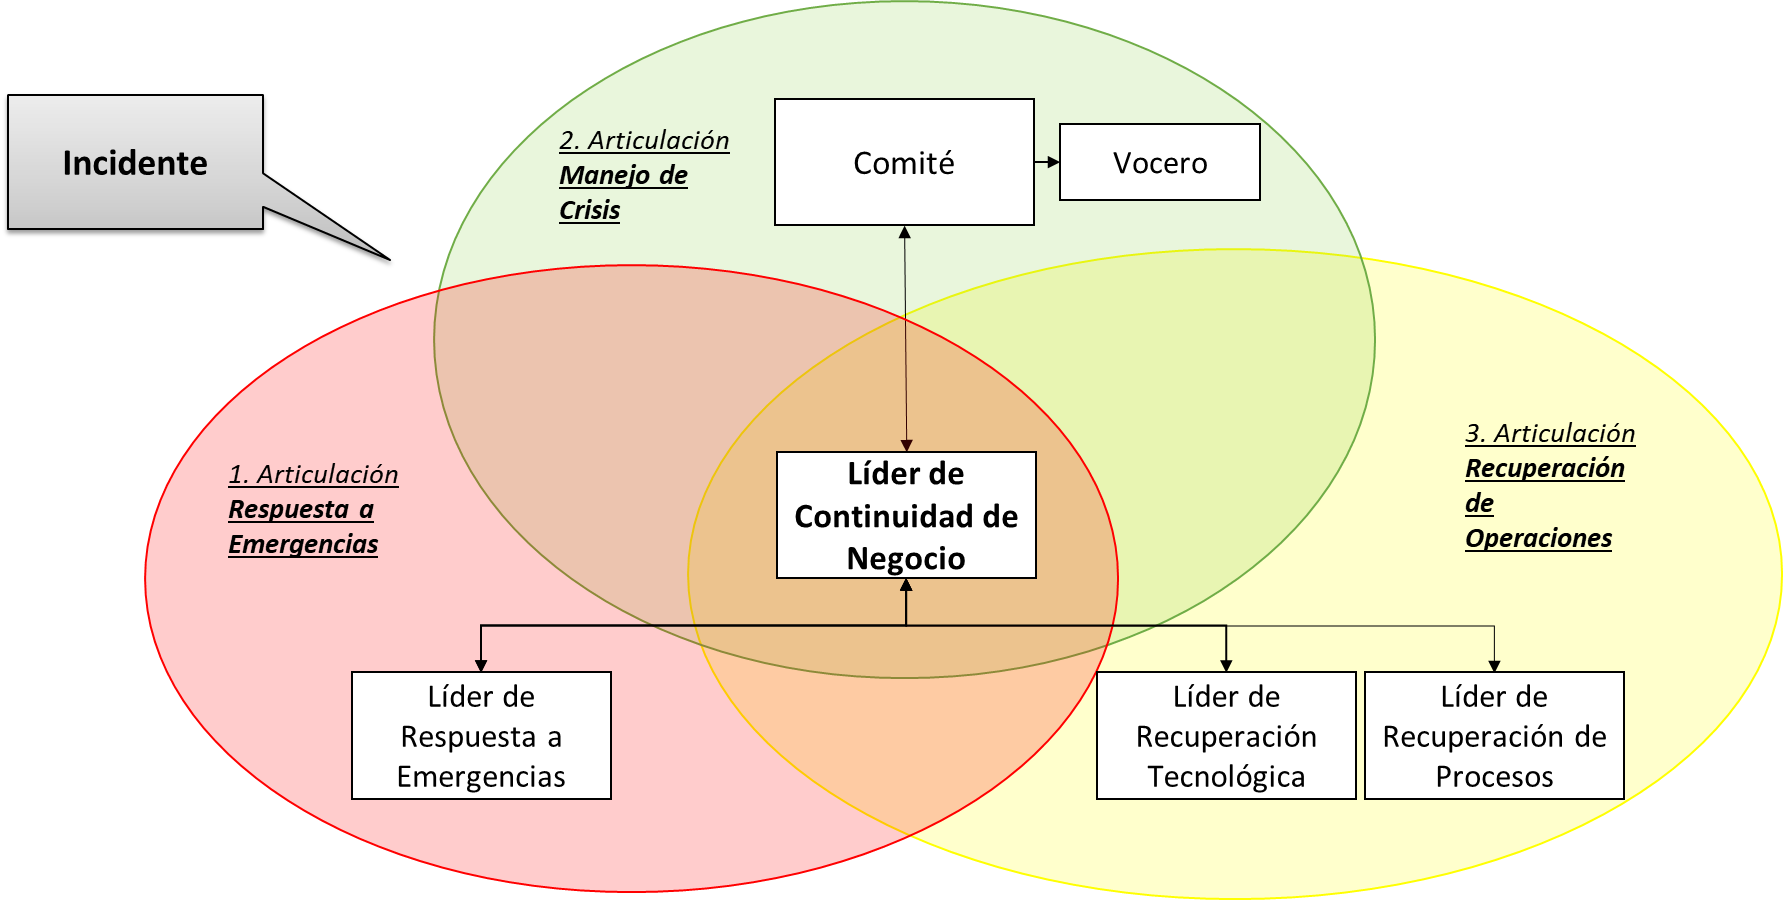 Incidente
2. Articulación
Manejo de
Crisis
Comité
Vocero
1. Articulación
Respuesta a
Emergencias
Líder de
Continuidad de
Negocio
3. Articulación
Recuperación
de
Operaciones
Líder de
Respuesta a
Emergencias
Líder de
Recuperación
Tecnológica
Líder de
Recuperación de
Procesos